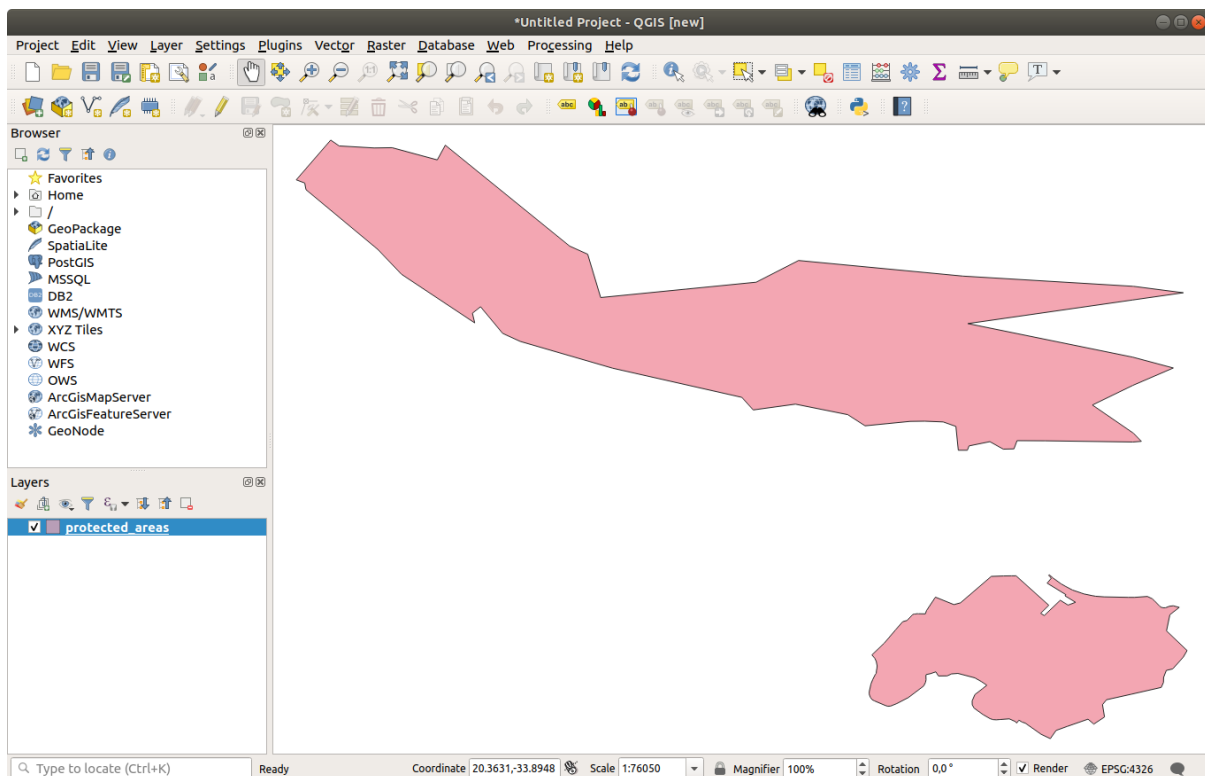 *Untitled Project - QGIS [new]
Project Edit View Layer Settings Plugins Vector Raster Database Web Processing Help
Browser
Favorites
Home
/
GeoPackage
SpatiaLite
PostGIS
MSSQL
DB2
WMS/WMTS
XYZ Tiles
WCS
WFS
OWS
ArcGisMapServer
ArcGisFeatureServer
GeoNode
Layers
protected_areas
Type to locate (Ctrl+K) Ready Coordinate 20.3631,-33.8948 Scale 1:76050 Magnifier 100% Rotation 0,0 ° Render EPSG:4326